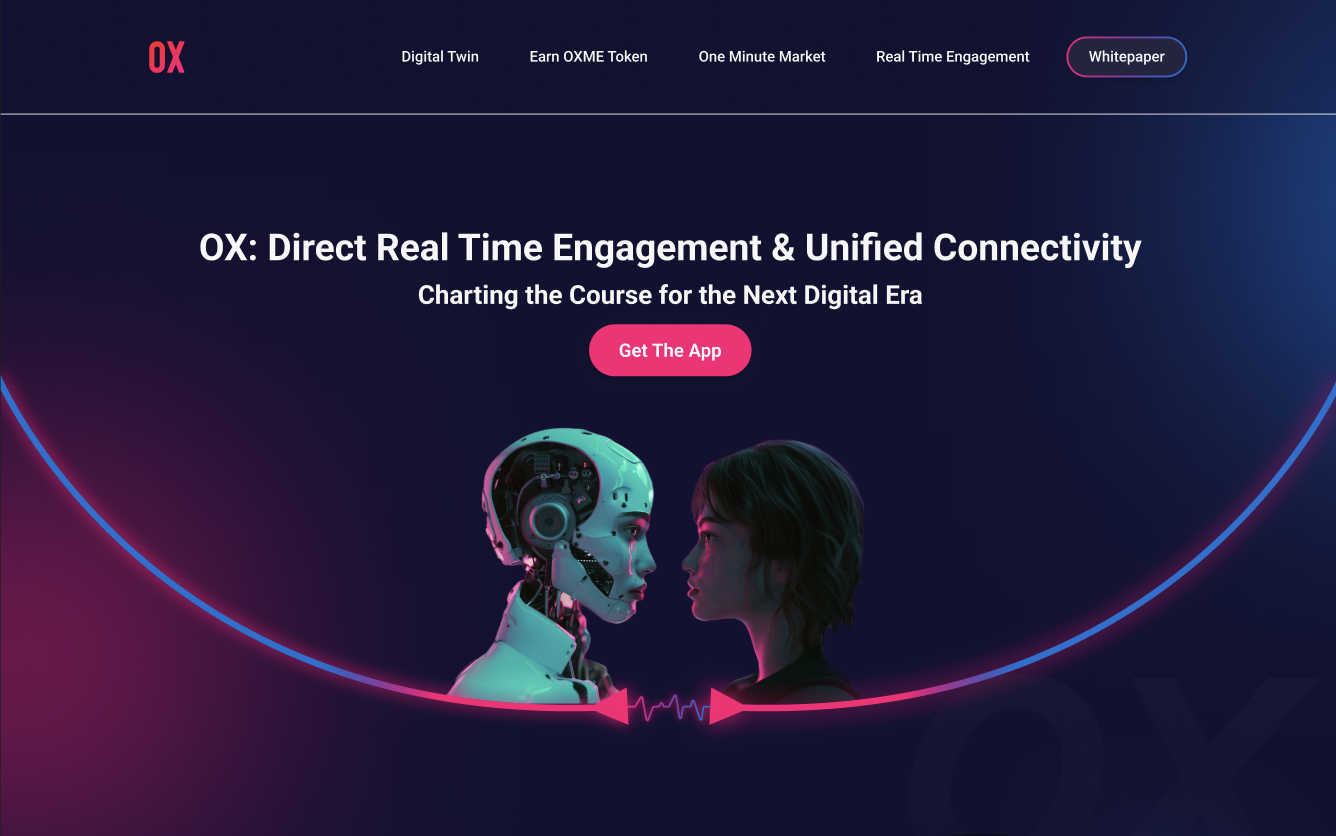 OX
Digital Twin
Earn OXME Token
One Minute Market
Real Time Engagement
Whitepaper
OX: Direct Real Time Engagement & Unified Connectivity
Charting the Course for the Next Digital Era
Get The App
OX